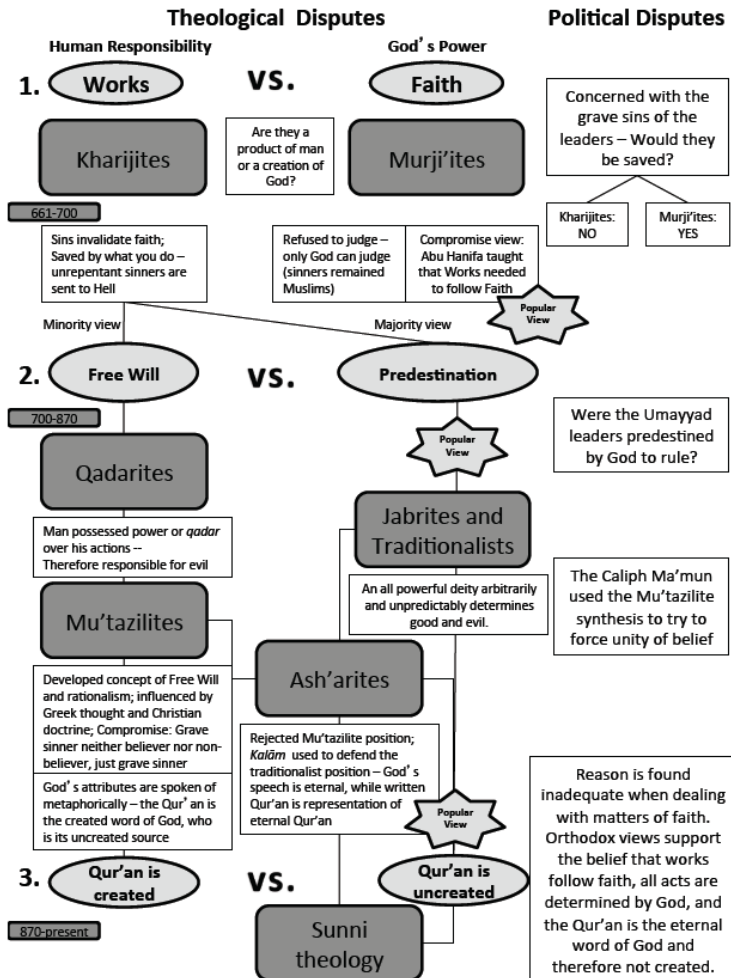 Theological Disputes
Political Disputes
Human Responsibility
God's Power
1.
Works
vs.
Faith
Kharijites
Are they a
product of man
or a creation of
God?
Murji'ites
Concerned with the
grave sins of the
leaders – Would they
be saved?
Kharijites:
NO
Murji'ites:
YES
661-700
Sins invalidate faith;
Saved by what you do –
unrepentant sinners are
sent to Hell
Refused to judge –
only God can judge
(sinners remained
Muslims)
Compromise view:
Abu Hanifa taught
that Works needed
to follow Faith
Popular
View
Minority view
Majority view
2.
Free Will
vs.
Predestination
700-870
Popular
View
Were the Umayyad
leaders predestined
by God to rule?
Qadarites
Man possessed power or qadar
over his actions --
Therefore responsible for evil
Jabrites and
Traditionalists
An all powerful deity arbitrarily
and unpredictably determines
good and evil.
The Caliph Ma'mun
used the Mu'tazilite
synthesis to try to
force unity of belief
Mu'tazilites
Developed concept of Free Will
and rationalism; influenced by
Greek thought and Christian
doctrine; Compromise: Grave
sinner neither believer nor non-
believer, just grave sinner
God's attributes are spoken of
metaphorically – the Qur'an is
the created word of God, who
is its uncreated source
Ash'arites
Rejected Mu'tazilite position;
Kalām used to defend the
traditionalist position – God's
speech is eternal, while written
Qur'an is representation of
eternal Qur'an
Popular
View
Reason is found
inadequate when dealing
with matters of faith.
Orthodox views support
the belief that works
follow faith, all acts are
determined by God, and
the Qur'an is the eternal
word of God and
therefore not created.
3.
Qur'an is
created
vs.
Qur'an is
uncreated
870-present
Sunni
theology